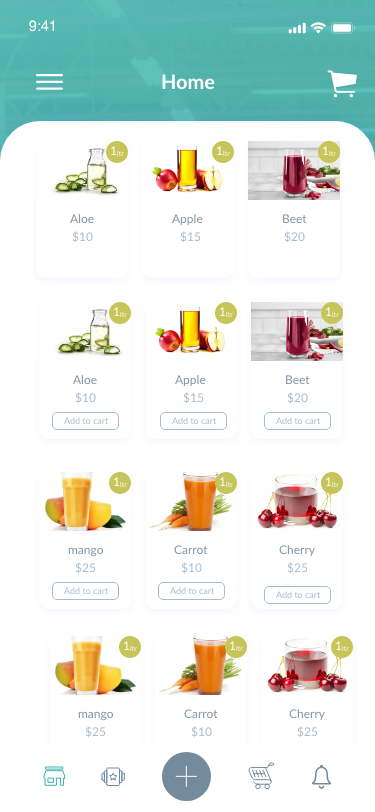 9:41
Home
1ltr 1ltr 1ltr
Aloe Apple Beet
$10 $15 $20
1ltr 1ltr 1ltr
Aloe Apple Beet
$10 $15 $20
Add to cart Add to cart Add to cart
1ltr 1ltr 1ltr
mango Carrot Cherry
$25 $10 $25
Add to cart Add to cart Add to cart
1ltr 1ltr 1ltr
mango Carrot Cherry
$25 $10 $25